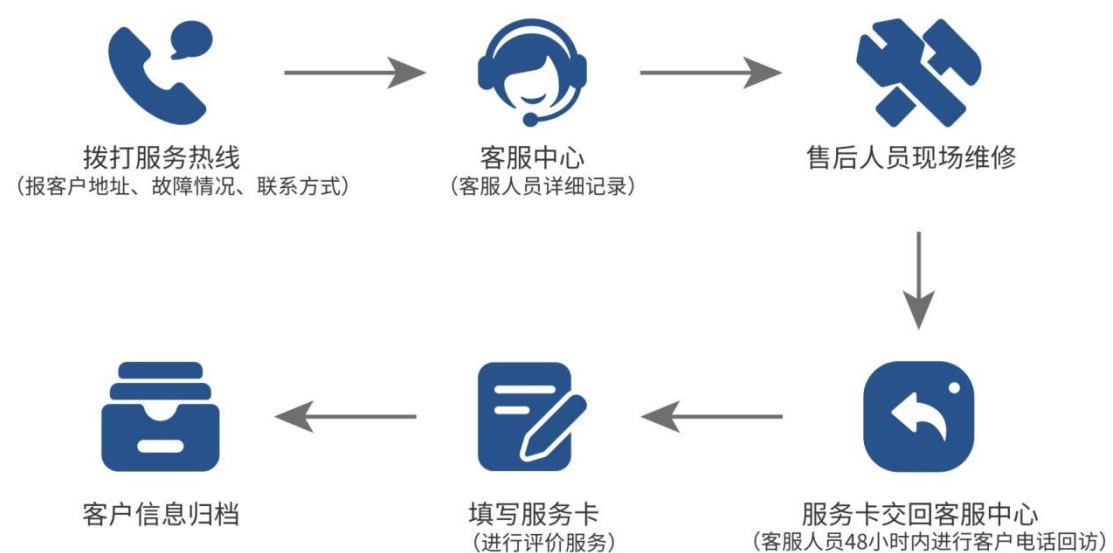 拨打服务热线
（报客户地址、故障情况、联系方式）
客服中心
（客服人员详细记录）
售后人员现场维修
服务卡交回客服中心
（客服人员48小时内进行客户电话回访）
填写服务卡
（进行评价服务）
客户信息归档